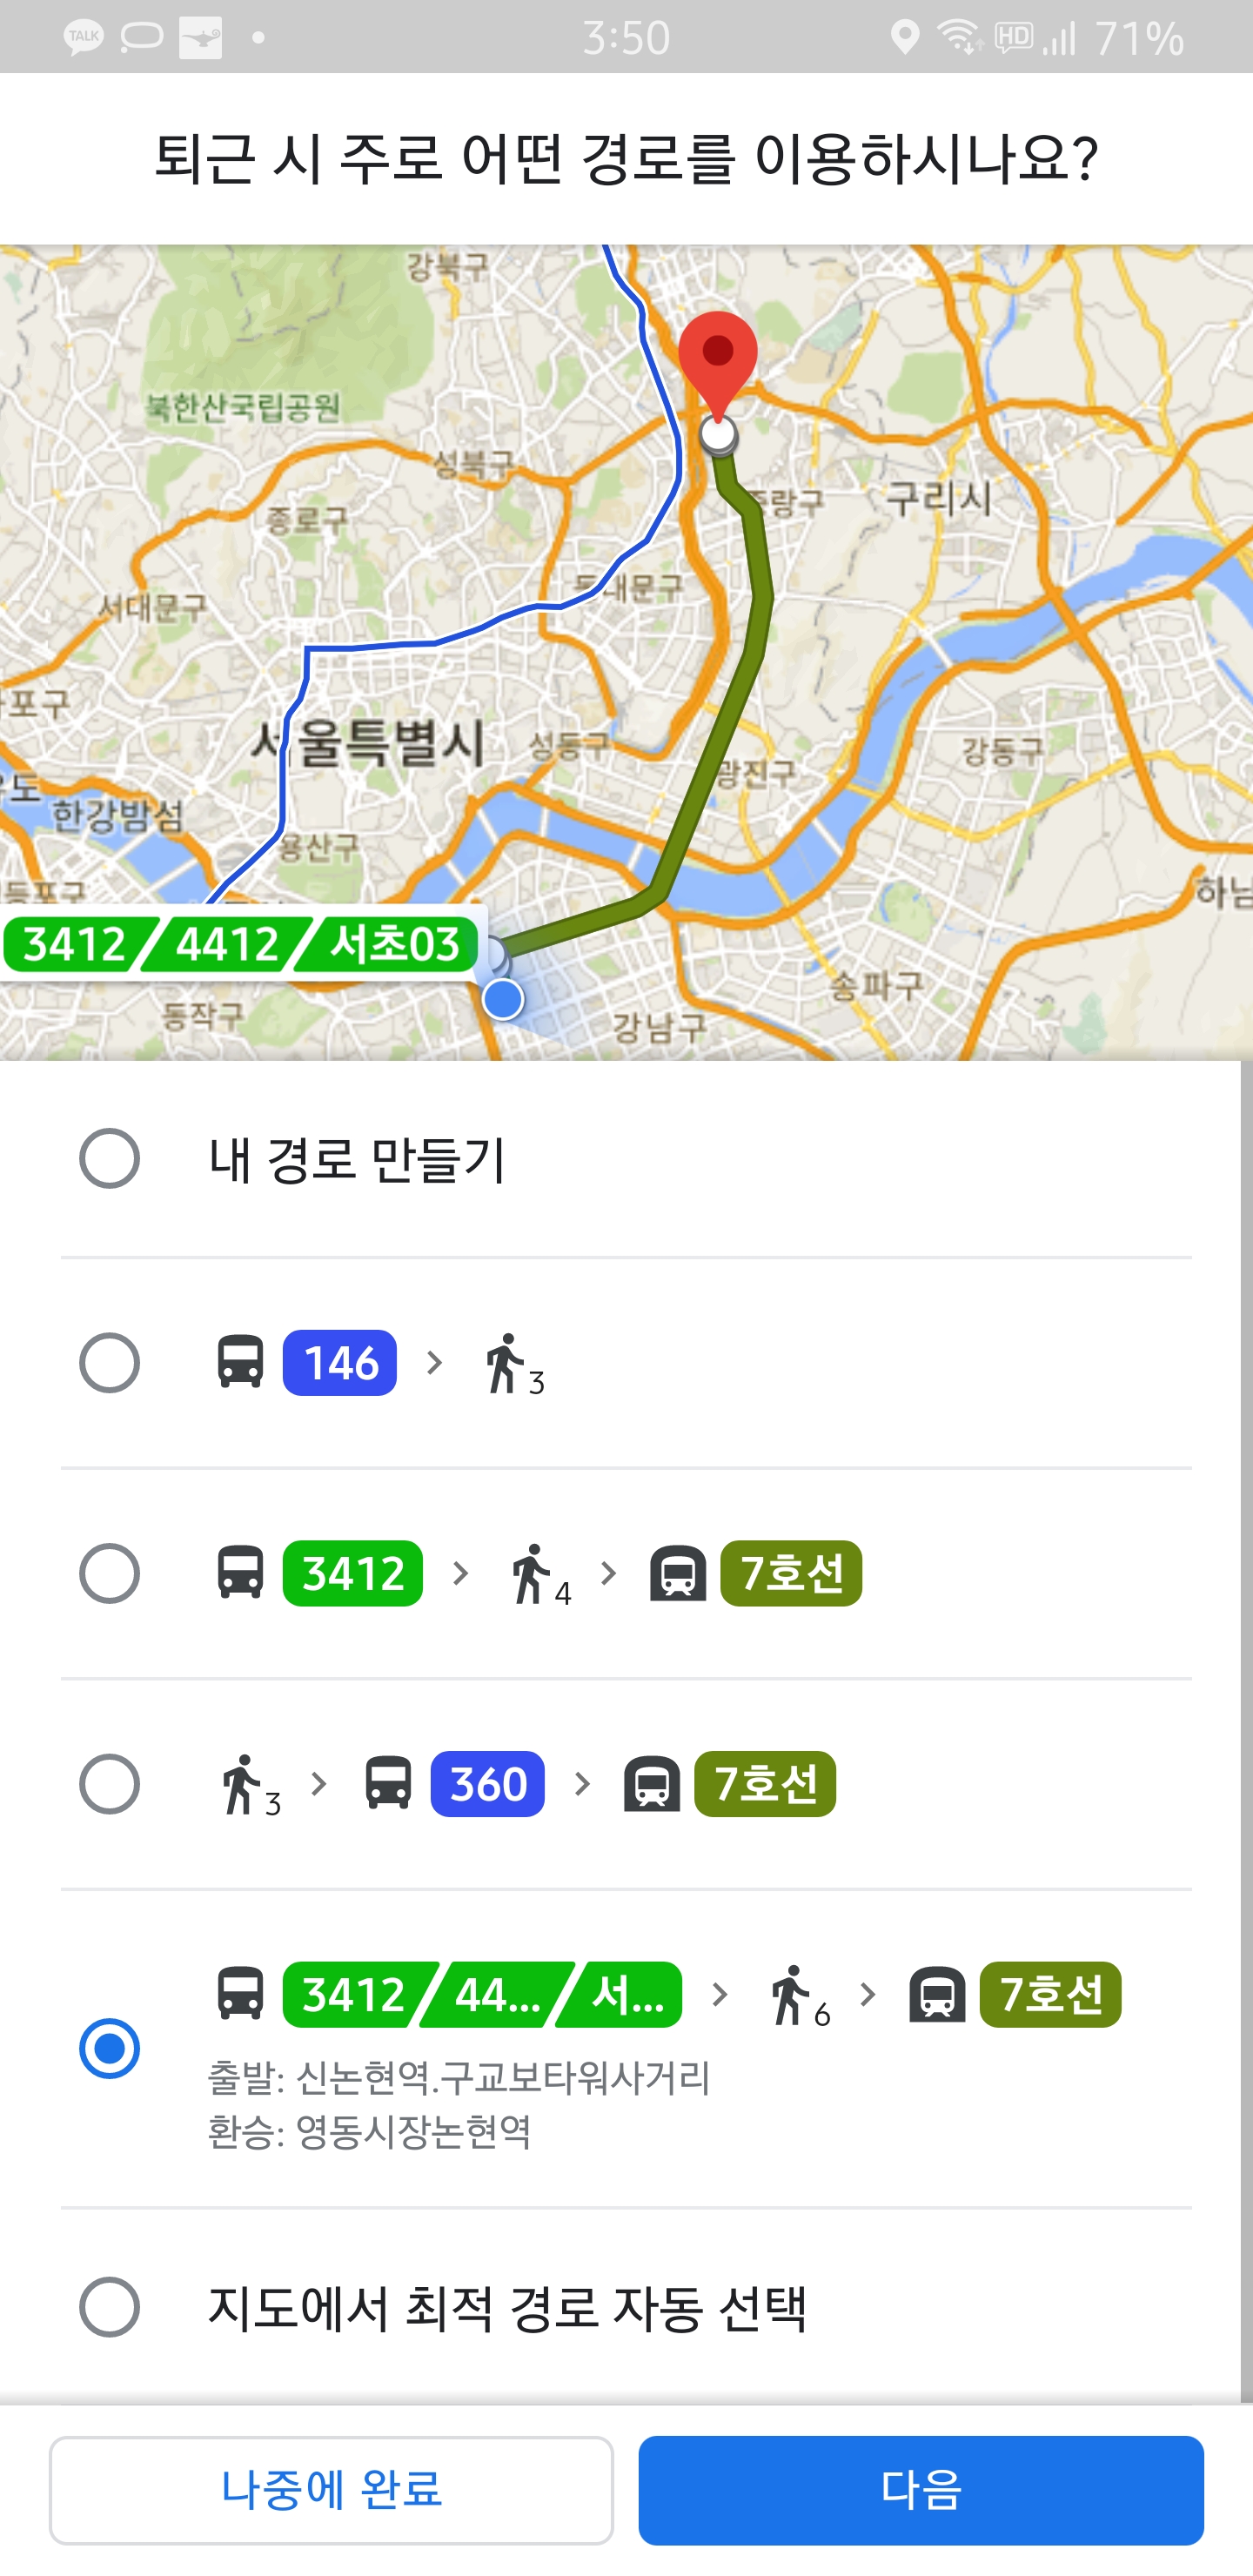 TALK
3:50
HD
71%
퇴근 시 주로 어떤 경로를 이용하시나요?
강북구
북한산국립공원
성북구
중랑구
구리시
종로구
동대문구
서대문구
마포구
서울특별시
성동구
광진구
강동구
한강밤섬
용산구
등포구
하남
3412
4412
서초03
동작구
강남구
송파구
내 경로 만들기
146 > 3
3412 > 4 > 7호선
3 > 360 > 7호선
3412 44... 서... > 6 > 7호선
출발: 신논현역.구교보타워사거리
환승: 영동시장논현역
지도에서 최적 경로 자동 선택
나중에 완료
다음